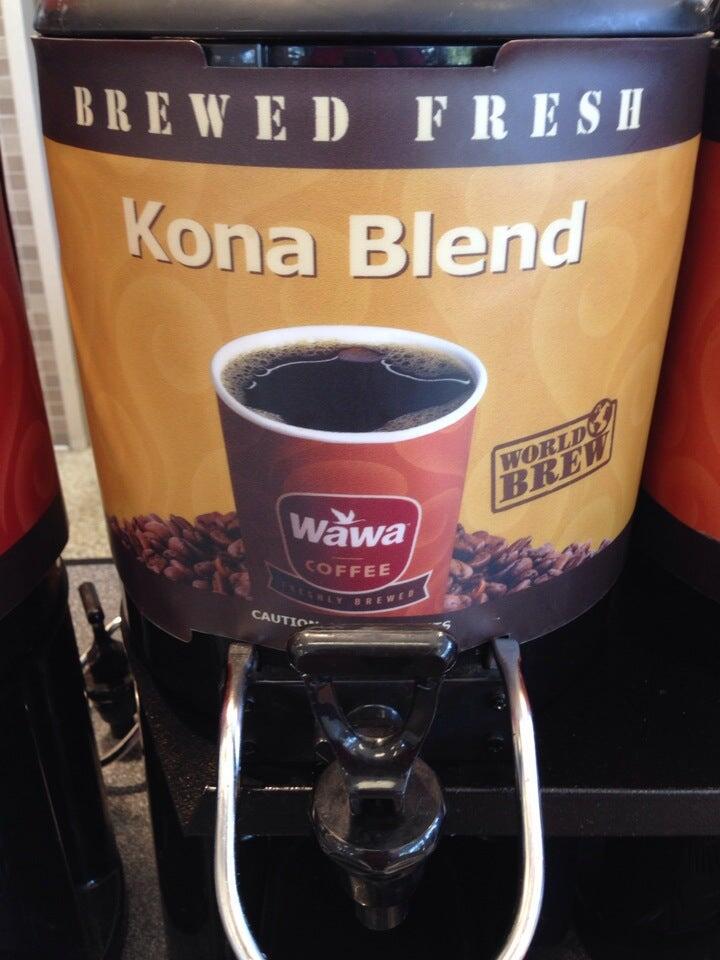 BREWED FRESH
Kona Blend
WORLD
BREW
Wawa
COFFEE
FRESHLY BREWED
CAUTION